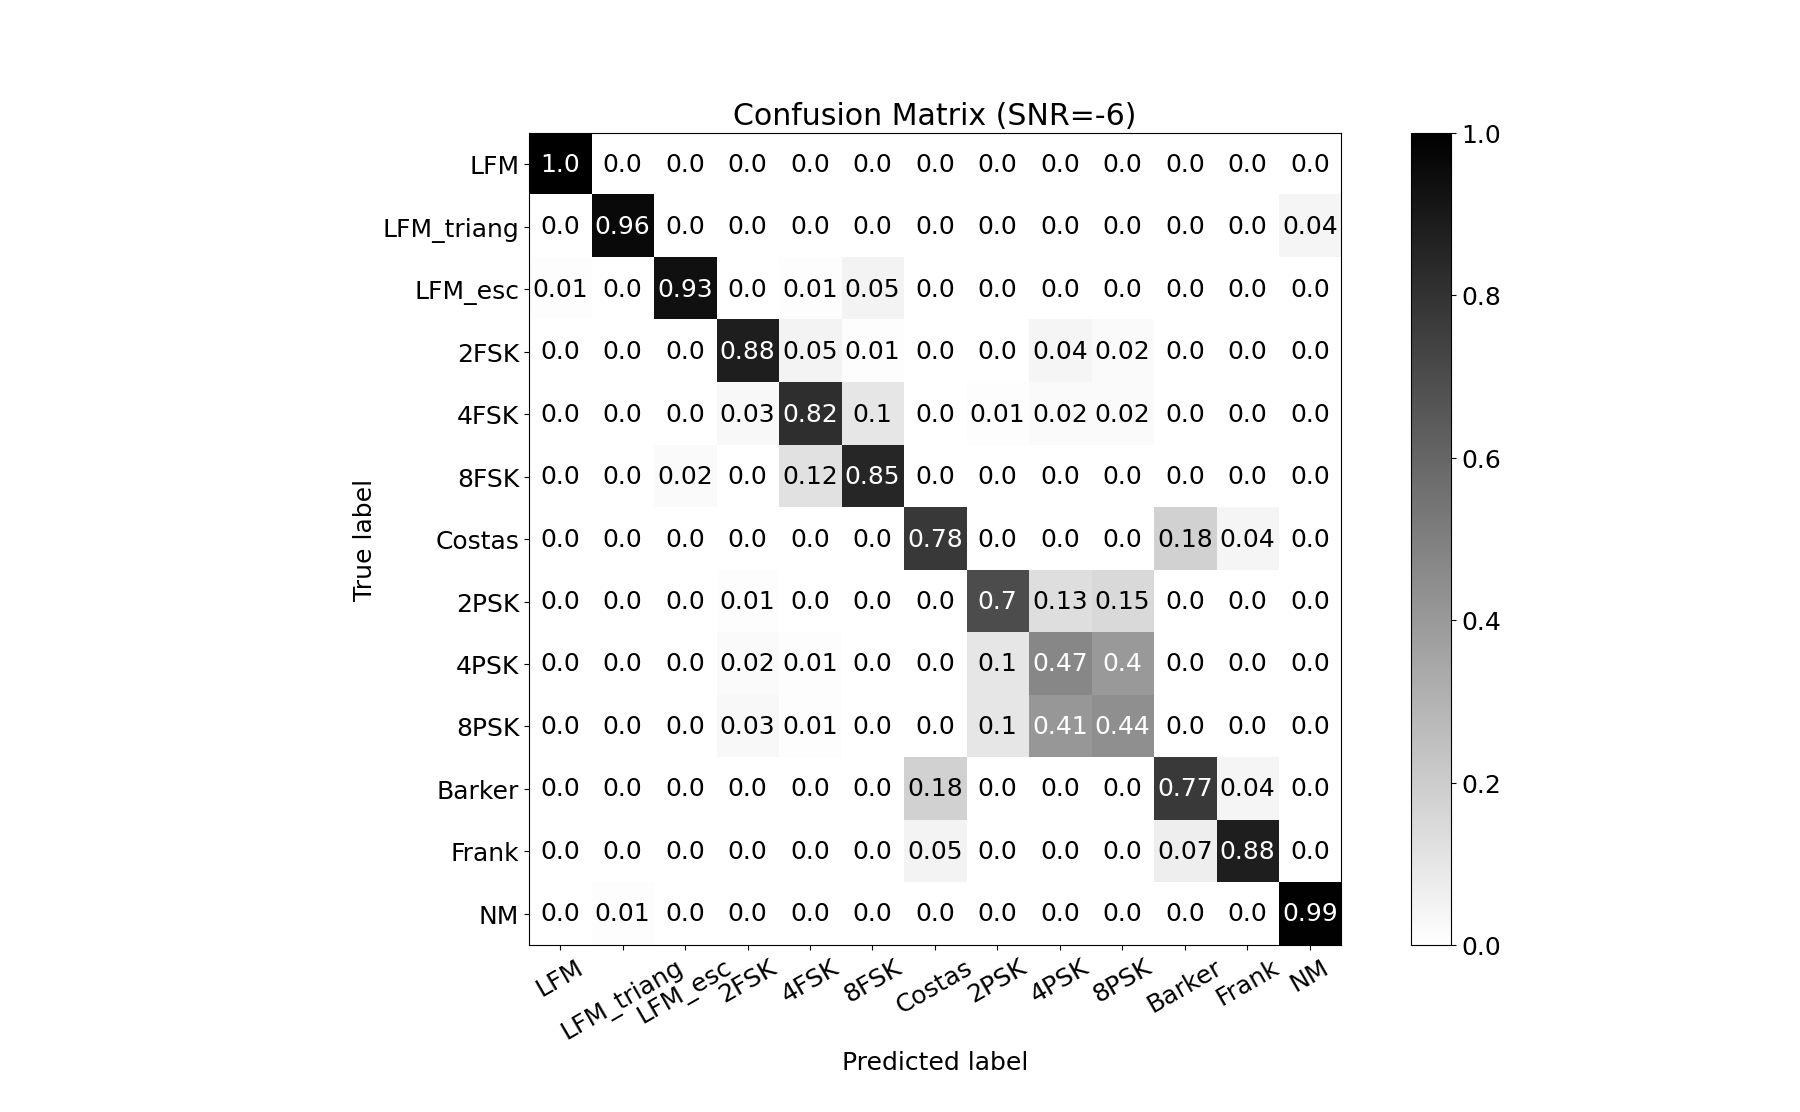 Confusion Matrix (SNR=-6)
LFM 1.0 0.0 0.0 0.0 0.0 0.0 0.0 0.0 0.0 0.0 0.0 0.0 0.0
LFM_triang 0.0 0.96 0.0 0.0 0.0 0.0 0.0 0.0 0.0 0.0 0.0 0.0 0.04
LFM_esc 0.01 0.0 0.93 0.0 0.01 0.05 0.0 0.0 0.0 0.0 0.0 0.0 0.0
2FSK 0.0 0.0 0.0 0.88 0.05 0.01 0.0 0.0 0.04 0.02 0.0 0.0 0.0
4FSK 0.0 0.0 0.0 0.03 0.82 0.1 0.0 0.01 0.02 0.02 0.0 0.0 0.0
8FSK 0.0 0.0 0.02 0.0 0.12 0.85 0.0 0.0 0.0 0.0 0.0 0.0 0.0
Costas 0.0 0.0 0.0 0.0 0.0 0.0 0.78 0.0 0.0 0.0 0.18 0.04 0.0
2PSK 0.0 0.0 0.0 0.01 0.0 0.0 0.0 0.7 0.13 0.15 0.0 0.0 0.0
4PSK 0.0 0.0 0.0 0.02 0.01 0.0 0.0 0.1 0.47 0.4 0.0 0.0 0.0
8PSK 0.0 0.0 0.0 0.03 0.01 0.0 0.0 0.1 0.41 0.44 0.0 0.0 0.0
Barker 0.0 0.0 0.0 0.0 0.0 0.0 0.18 0.0 0.0 0.0 0.77 0.04 0.0
Frank 0.0 0.0 0.0 0.0 0.0 0.0 0.05 0.0 0.0 0.0 0.07 0.88 0.0
NM 0.0 0.01 0.0 0.0 0.0 0.0 0.0 0.0 0.0 0.0 0.0 0.0 0.99
LFM LFM_triang LFM_esc 2FSK 4FSK 8FSK Costas 2PSK 4PSK 8PSK Barker Frank NM
Predicted label
True label
1.0
0.8
0.6
0.4
0.2
0.0